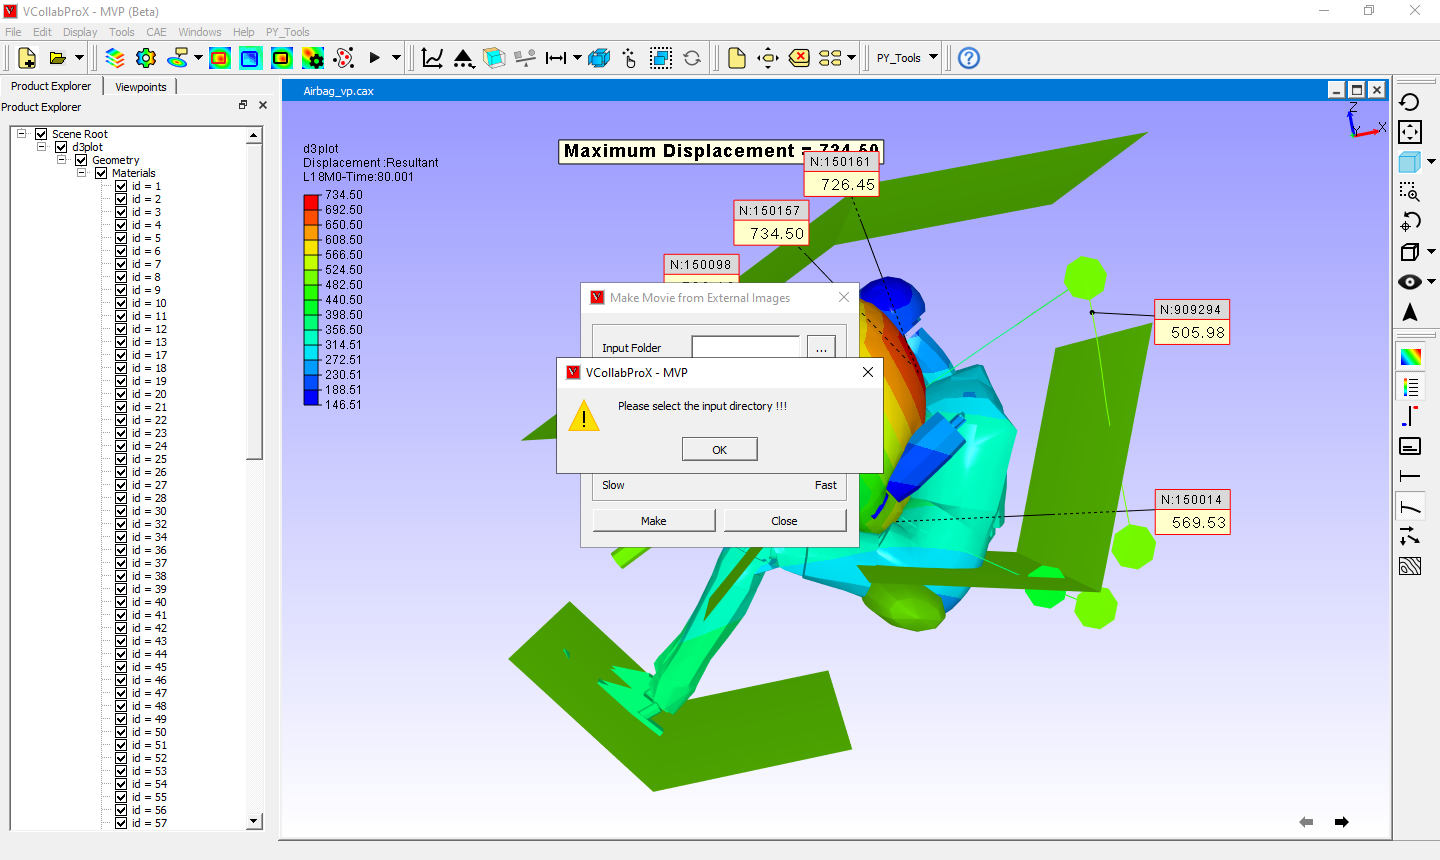 VCollabProX - MVP (Beta)
File Edit Display Tools CAE Windows Help PY_Tools
PY_Tools
Product Explorer Viewpoints
Product Explorer
Scene Root
d3plot
Geometry
Materials
id = 1
id = 2
id = 3
id = 4
id = 5
id = 6
id = 7
id = 8
id = 9
id = 10
id = 11
id = 12
id = 13
id = 17
id = 18
id = 19
id = 20
id = 21
id = 22
id = 23
id = 24
id = 25
id = 26
id = 27
id = 28
id = 30
id = 32
id = 34
id = 36
id = 37
id = 38
id = 39
id = 40
id = 41
id = 42
id = 43
id = 44
id = 45
id = 46
id = 47
id = 48
id = 49
id = 50
id = 51
id = 52
id = 53
id = 54
id = 55
id = 56
id = 57
Airbag_vp.cax
d3plot
Displacement :Resultant
L18M0-Time:80.001
734.50
692.50
650.50
608.50
566.50
524.50
482.50
440.50
398.50
356.50
314.51
272.51
230.51
188.51
146.51
Maximum Displacement = 734.50
N:150161
726.45
N:150157
734.50
N:150098
N:909294
505.98
N:150014
569.53
Z
X
Y
Make Movie from External Images
Input Folder
...
VCollabProX - MVP
Please select the input directory !!!
OK
Slow Fast
Make Close